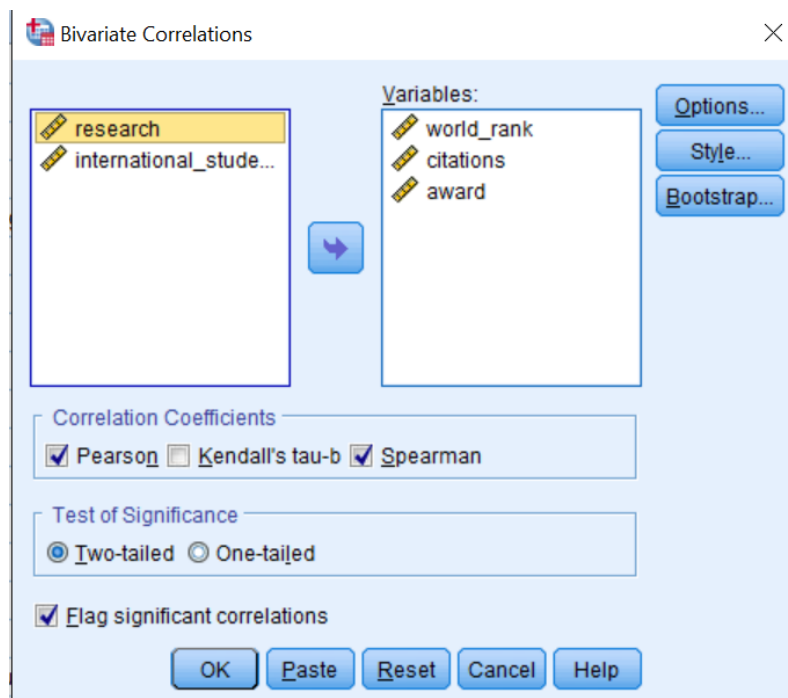 Bivariate Correlations
Variables:
research
international_stude...
world_rank
citations
award
Options...
Style...
Bootstrap...
Correlation Coefficients
Pearson Kendall's tau-b Spearman
Test of Significance
Two-tailed One-tailed
Flag significant correlations
OK Paste Reset Cancel Help